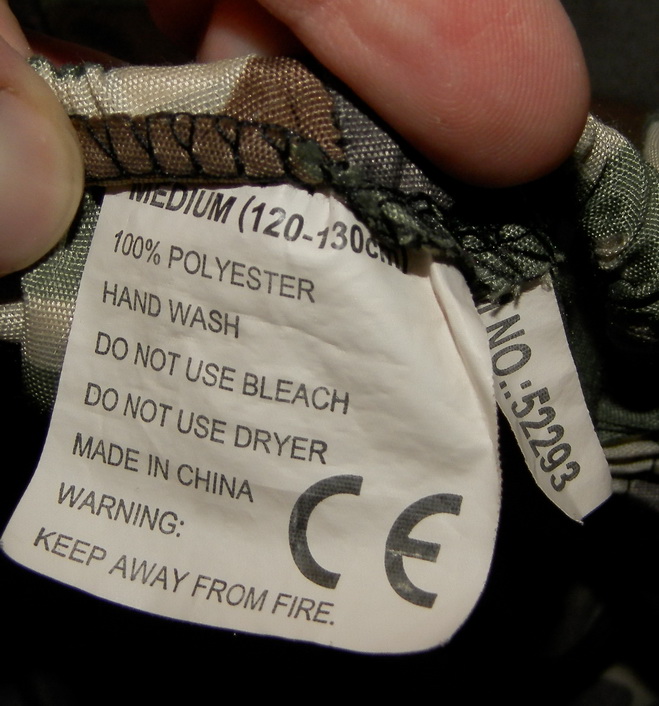 MEDIUM (120-130cm)
100% POLYESTER
HAND WASH
DO NOT USE BLEACH
DO NOT USE DRYER
MADE IN CHINA
WARNING:
KEEP AWAY FROM FIRE.
CE
NO.:52293